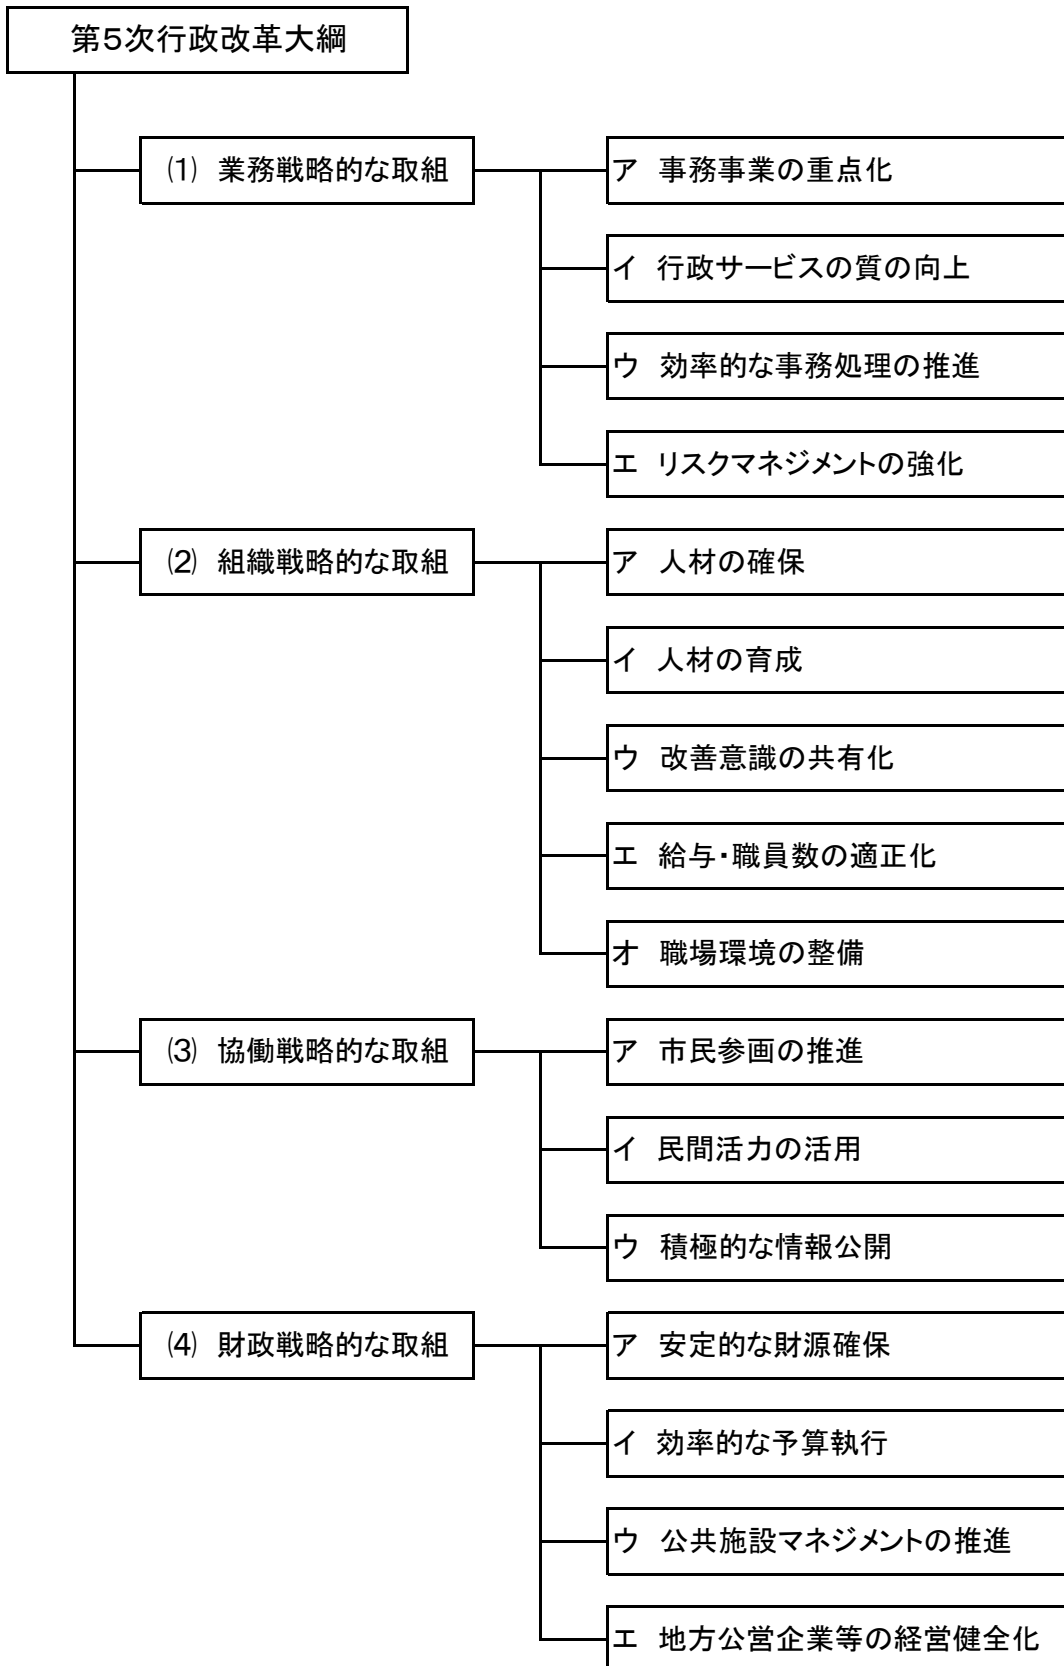 第5次行政改革大綱
⑴ 業務戦略的な取組
ア 事務事業の重点化
イ 行政サービスの質の向上
ウ 効率的な事務処理の推進
エ リスクマネジメントの強化
⑵ 組織戦略的な取組
ア 人材の確保
イ 人材の育成
ウ 改善意識の共有化
エ 給与・職員数の適正化
オ 職場環境の整備
⑶ 協働戦略的な取組
ア 市民参画の推進
イ 民間活力の活用
ウ 積極的な情報公開
⑷ 財政戦略的な取組
ア 安定的な財源確保
イ 効率的な予算執行
ウ 公共施設マネジメントの推進
エ 地方公営企業等の経営健全化